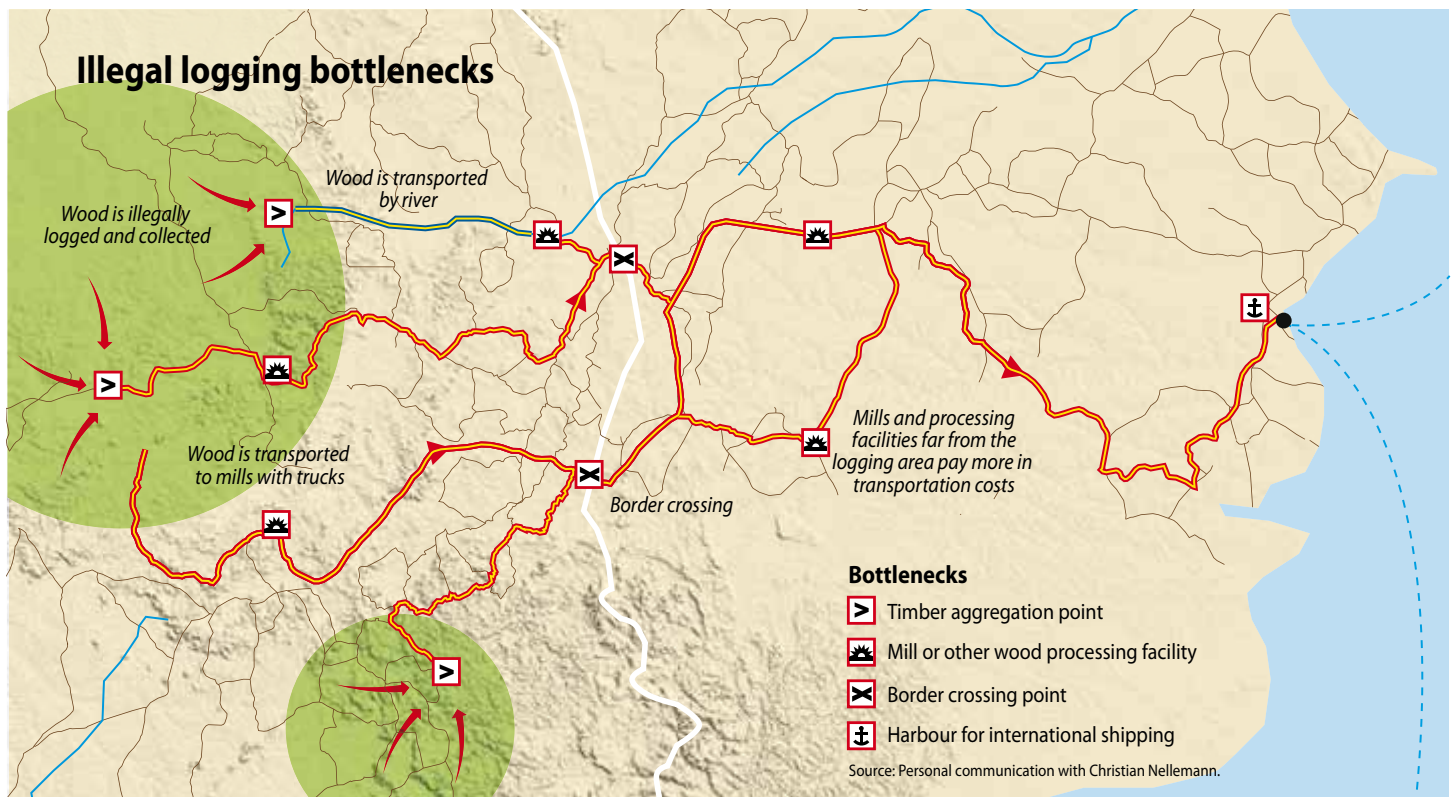 Illegal logging bottlenecks
Wood is transported
by river
Wood is illegally
logged and collected
Wood is transported
to mills with trucks
Border crossing
Mills and processing
facilities far from the
logging area pay more in
transportation costs
Bottlenecks
Timber aggregation point
Mill or other wood processing facility
Border crossing point
Harbour for international shipping
Source: Personal communication with Christian Nellemann.